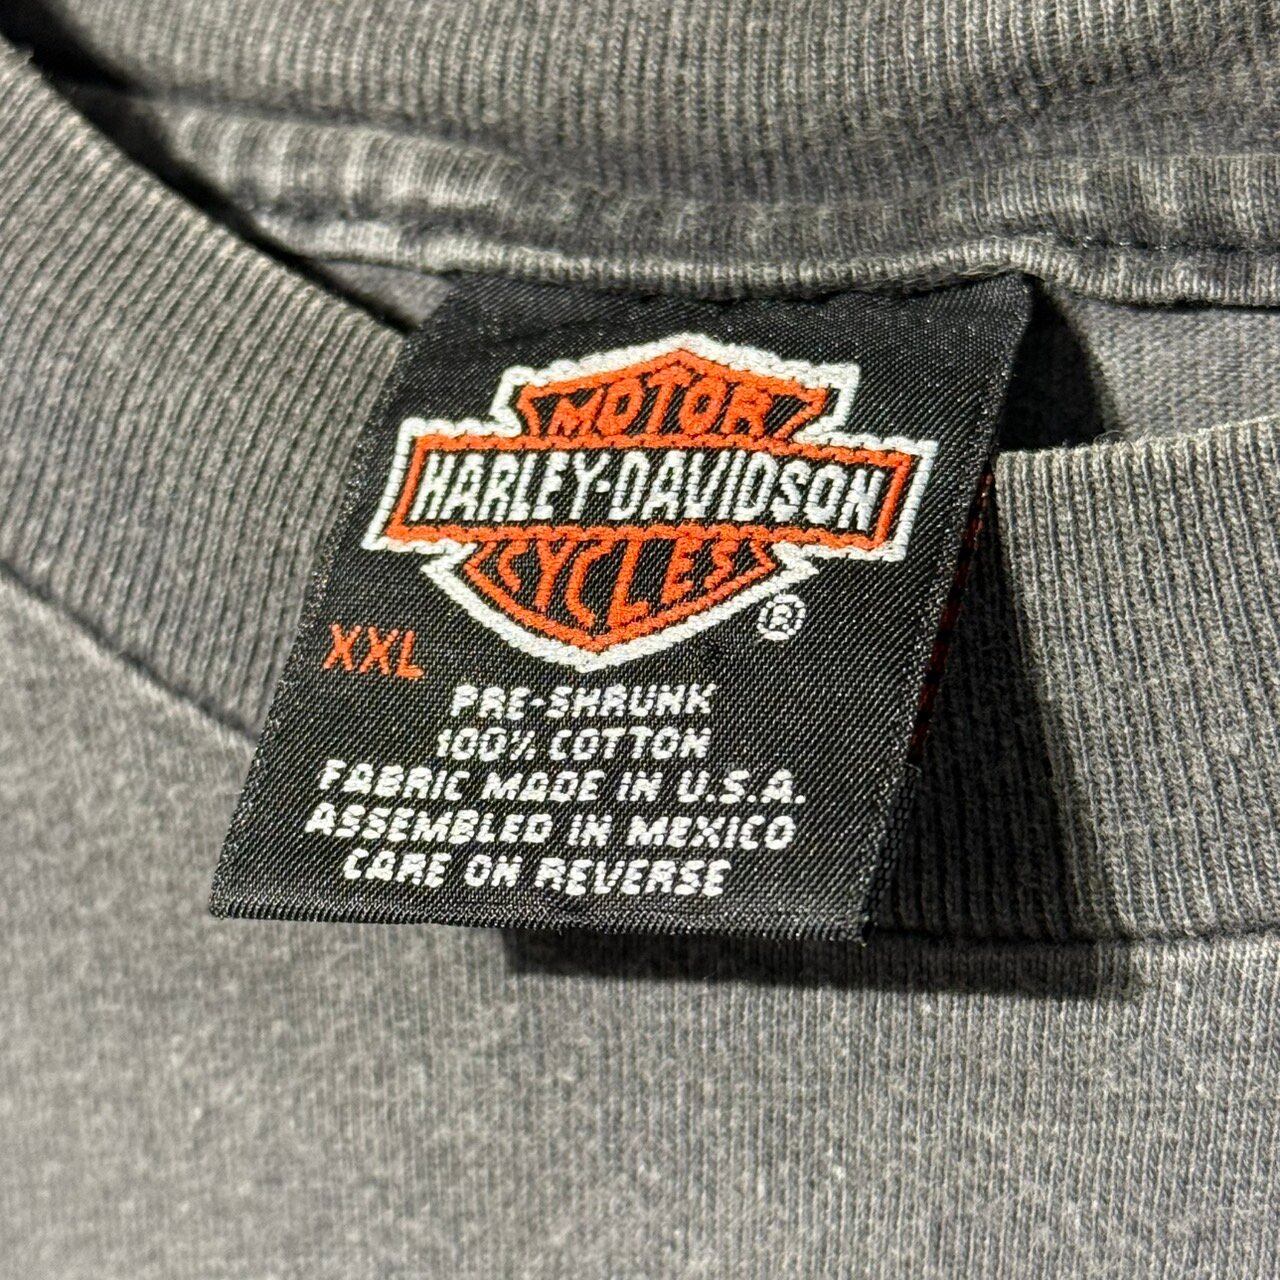 MOTOR
HARLEY-DAVIDSON
CYCLES
®
XXL
PRE-SHRUNK
100% COTTON
FABRIC MADE IN U.S.A.
ASSEMBLED IN MEXICO
CARE ON REVERSE